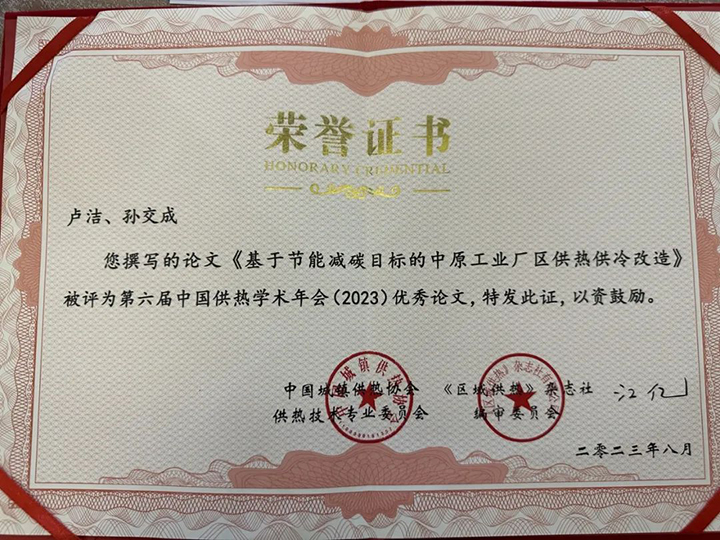 荣誉证书
HONORARY CREDENTIAL
卢洁、孙交成
您撰写的论文《基于节能减碳目标的中原工业厂区供热供冷改造》
被评为第六届中国供热学术年会(2023)优秀论文,特发此证,以资鼓励。
中国城镇供热协会 《区域供热》杂志社 江亿
供热技术专业委员会 编审委员会
二零二三年八月